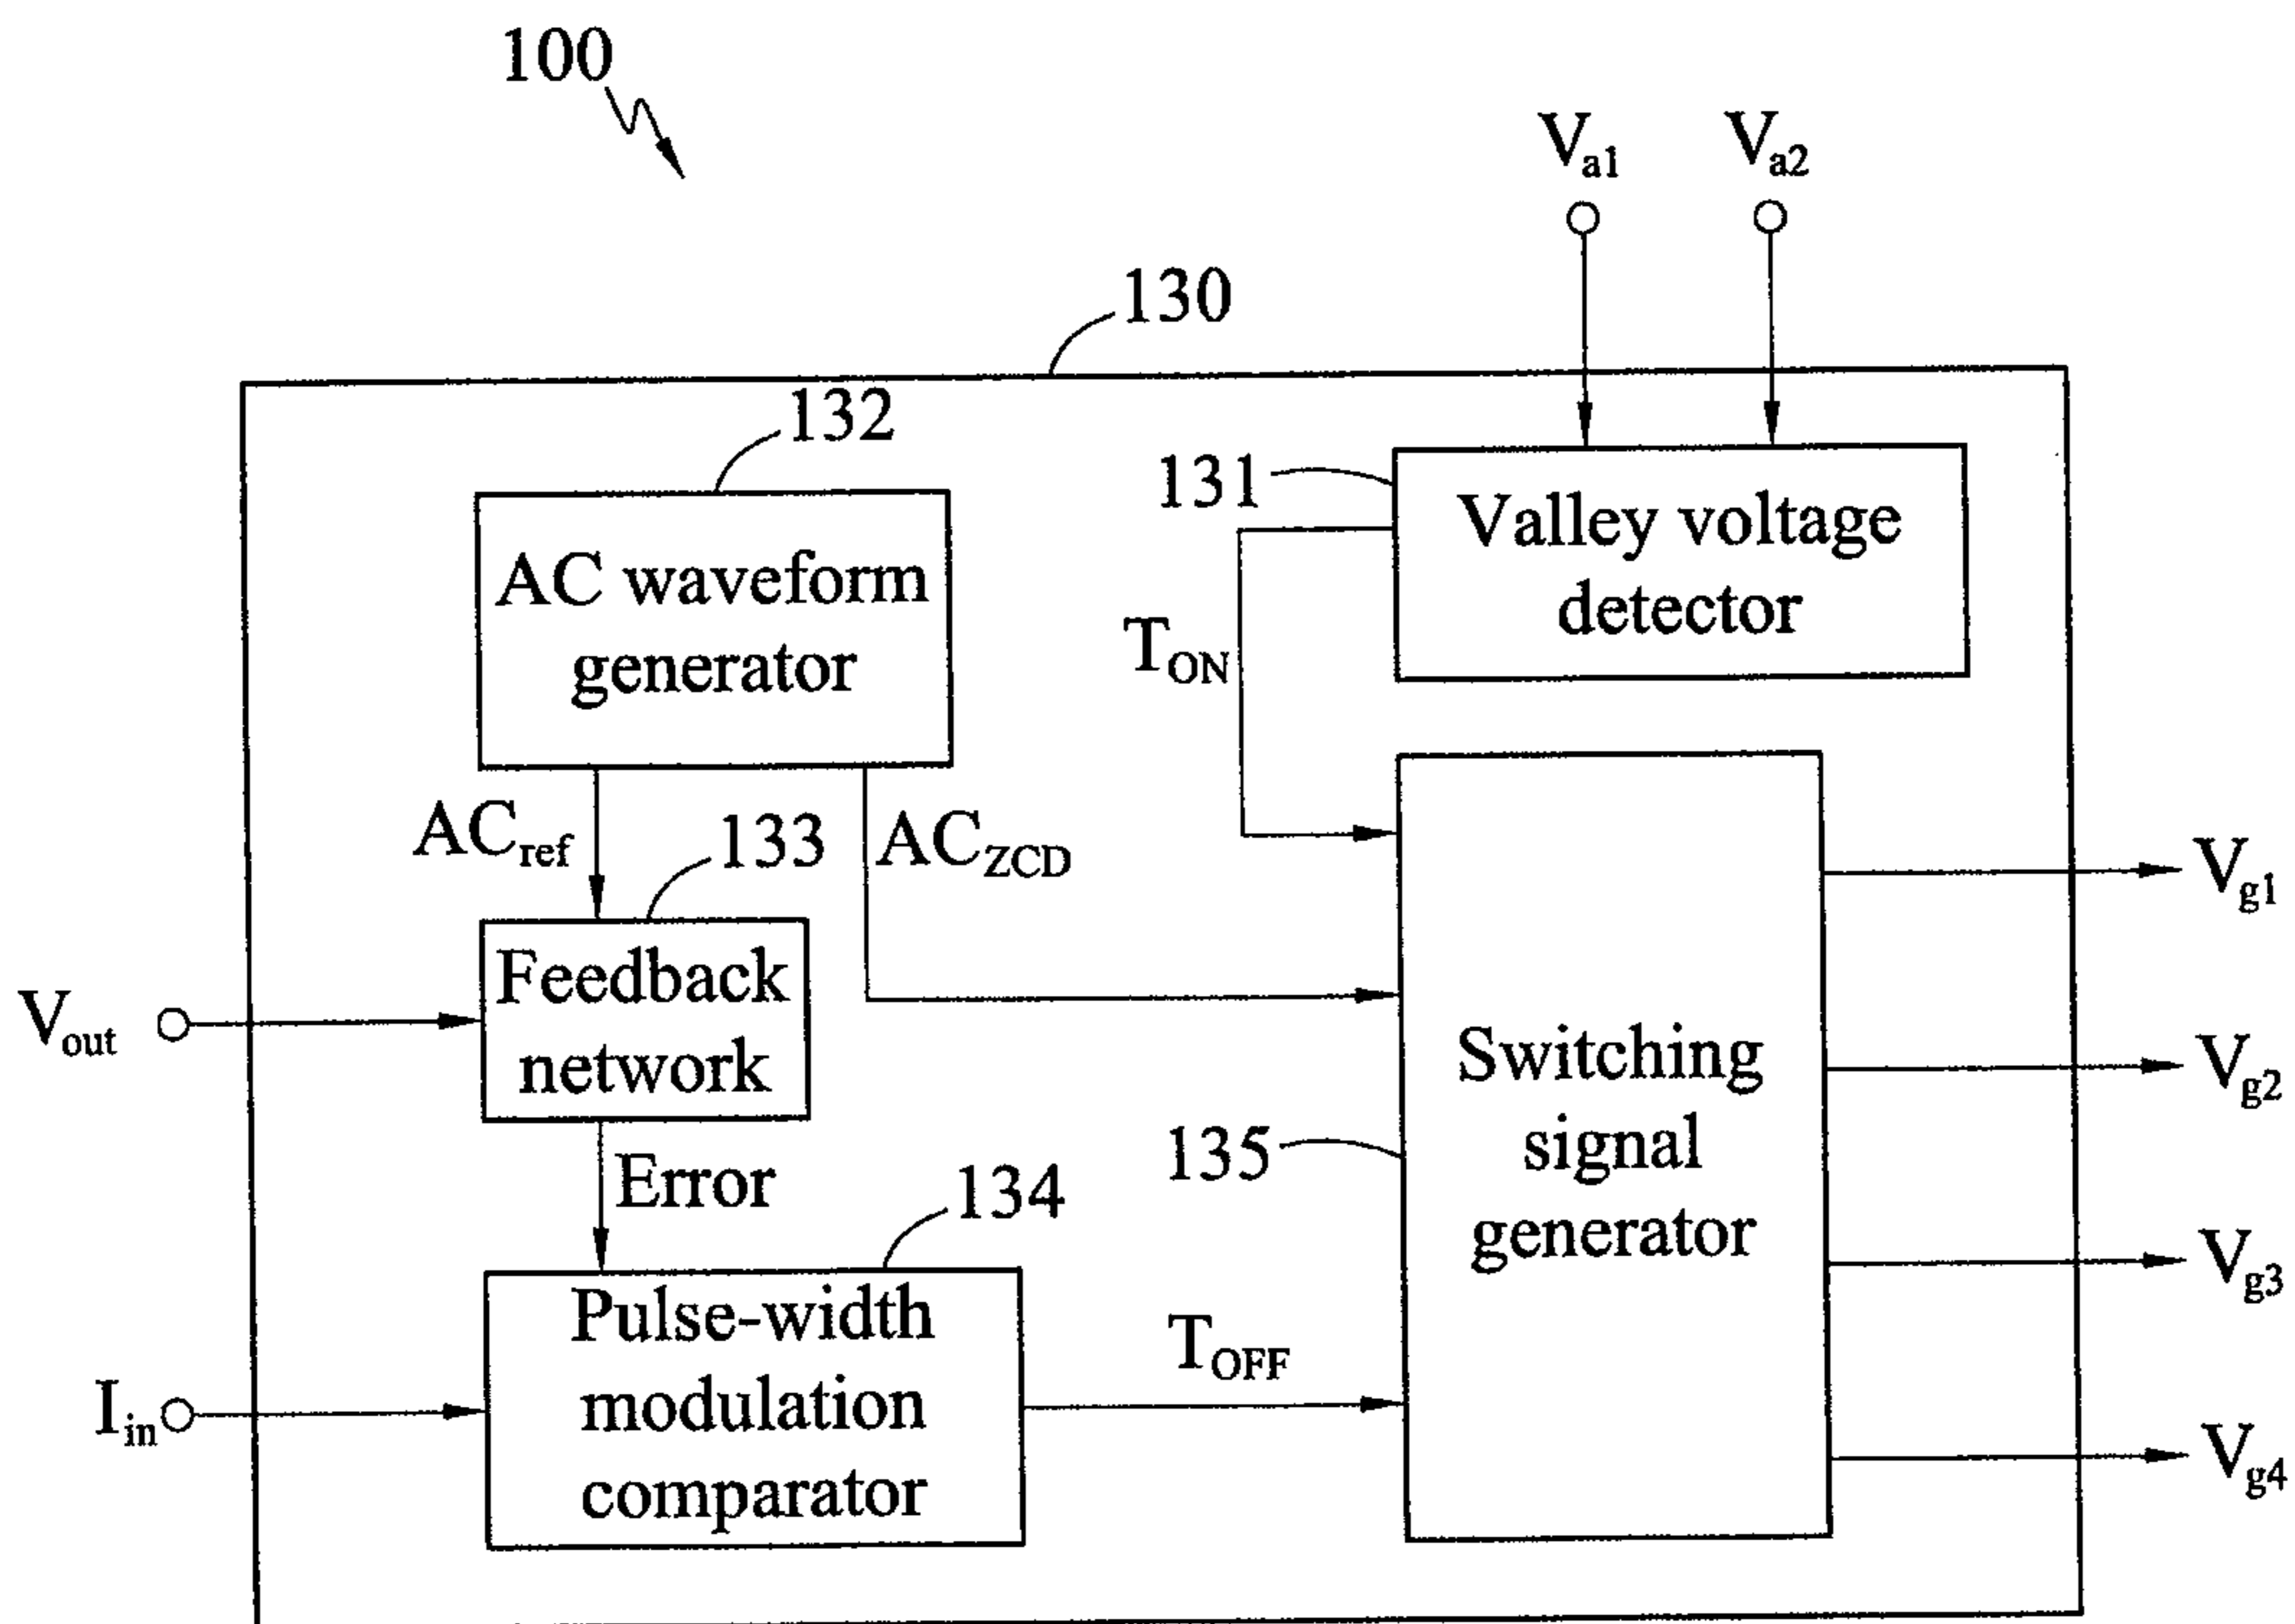 100
Va1
Va2
130
132
131
AC waveform
generator
Valley voltage
detector
TON
ACref
133
ACZCD
Vg1
Feedback
network
Vout
Switching
signal
generator
Vg2
135
Error
134
Vg3
Pulse-width
modulation
comparator
TOFF
Iin
Vg4